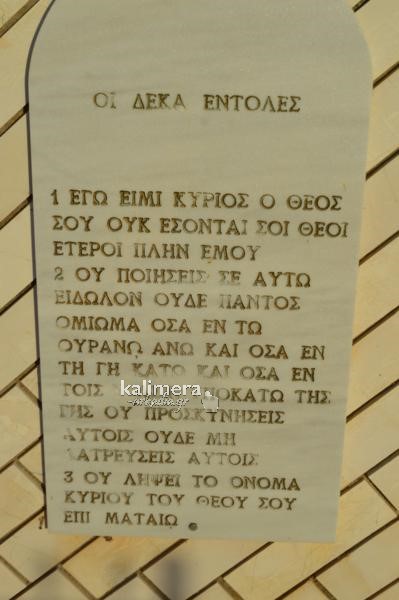 ΟΙ ΔΕΚΑ ΕΝΤΟΛΕΣ
1 ΕΓΩ ΕΙΜΙ ΚΥΡΙΟΣ Ο ΘΕΟΣ
ΣΟΥ ΟΥΚ ΕΣΟΝΤΑΙ ΣΟΙ ΘΕΟΙ
ΕΤΕΡΟΙ ΠΛΗΝ ΕΜΟΥ
2 ΟΥ ΠΟΙΗΣΕΙΣ ΣΕ ΑΥΤΩ
ΕΙΔΩΛΟΝ ΟΥΔΕ ΠΑΝΤΟΣ
ΟΜΙΩΜΑ ΟΣΑ ΕΝ ΤΩ
ΟΥΡΑΝΩ ΑΝΩ ΚΑΙ ΟΣΑ ΕΝ
ΤΗ ΓΗ ΚΑΤΩ ΚΑΙ ΟΣΑ ΕΝ
kalimera
ΤΟΙΣ ΤΗΣ
ΓΗΣ ΟΥ ΠΡΟΣΚΥΝΗΣΕΙΣ
ΑΥΤΟΙΣ ΟΥΔΕ ΜΗ
ΛΑΤΡΕΥΣΕΙΣ ΑΥΤΟΙΣ
3 ΟΥ ΛΗΨΕΙ ΤΟ ΟΝΟΜΑ
ΚΥΡΙΟΥ ΤΟΥ ΘΕΟΥ ΣΟΥ
ΕΠΙ ΜΑΤΑΙΩ